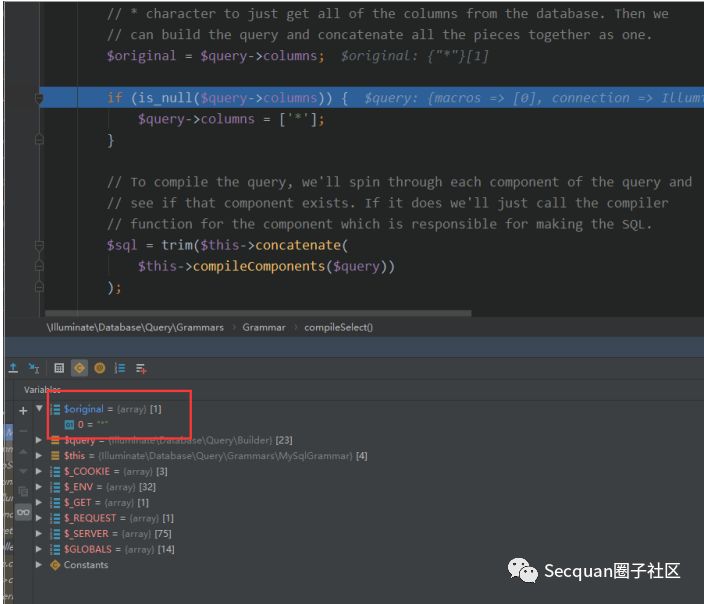 // * character to just get all of the columns from the database. Then we
// can build the query and concatenate all the pieces together as one.
$original = $query->columns; $original: {"*"}[1]
if (is_null($query->columns)) { $query: {macros => [0], connection => Illum
$query->columns = ['*'];
}
// To compile the query, we'll spin through each component of the query and
// see if that component exists. If it does we'll just call the compiler
// function for the component which is responsible for making the SQL.
$sql = trim($this->concatenate(
$this->compileComponents($query))
);
\Illuminate\Database\Query\Grammars › Grammar › compileSelect()
Variables
$original = (array) [1]
0 = "*"
$query = {Illuminate\Database\Query\Builder} [23]
$this = {Illuminate\Database\Query\Grammars\MySqlGrammar} [4]
$_COOKIE = (array) [3]
$_ENV = (array) [32]
$_GET = (array) [1]
$_REQUEST = (array) [1]
$_SERVER = (array) [75]
$GLOBALS = (array) [14]
Constants
Secquan圈子社区